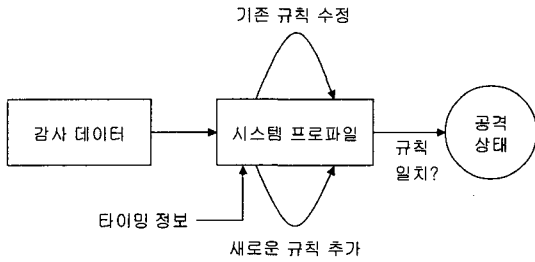 기존 규칙 수정
감사 데이터
시스템 프로파일
규칙
일치?
공격
상태
타이밍 정보
새로운 규칙 추가